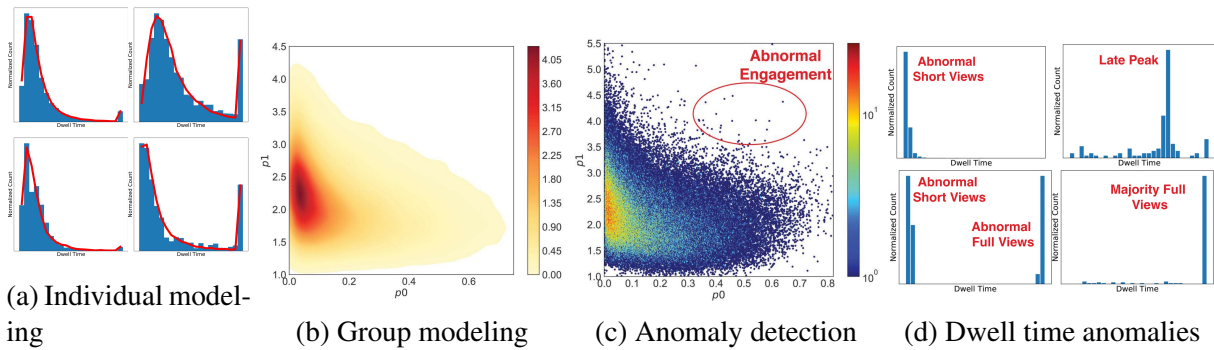 Normalized Count
Dwell Time
Normalized Count
Dwell Time
Normalized Count
Dwell Time
Normalized Count
Dwell Time
(a) Individual model-
ing
p1
4.5
4.0
3.5
3.0
2.5
2.0
1.5
1.0
0.0 0.2 0.4 0.6
p0
4.05
3.60
3.15
2.70
2.25
1.80
1.35
0.90
0.45
0.00
(b) Group modeling
p1
5.5
5.0
4.5
4.0
3.5
3.0
2.5
2.0
1.5
1.0
0.0 0.1 0.2 0.3 0.4 0.5 0.6 0.7 0.8
p0
Abnormal
Engagement
10¹
10⁰
(c) Anomaly detection
Normalized Count
Abnormal
Short Views
Dwell Time
Normalized Count
Late Peak
Dwell Time
Normalized Count
Abnormal
Short Views
Abnormal
Full Views
Dwell Time
Normalized Count
Majority Full
Views
Dwell Time
(d) Dwell time anomalies